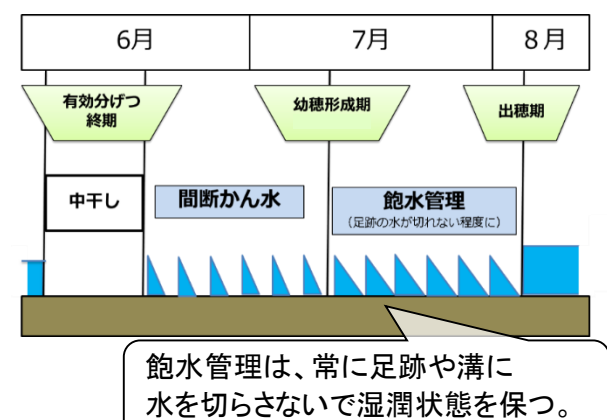 6月
7月
8月
有効分げつ
終期
幼穂形成期
出穂期
中干し
間断かん水
飽水管理
(足跡の水が切れない程度に)
飽水管理は、常に足跡や溝に
水を切らさないで湿潤状態を保つ。